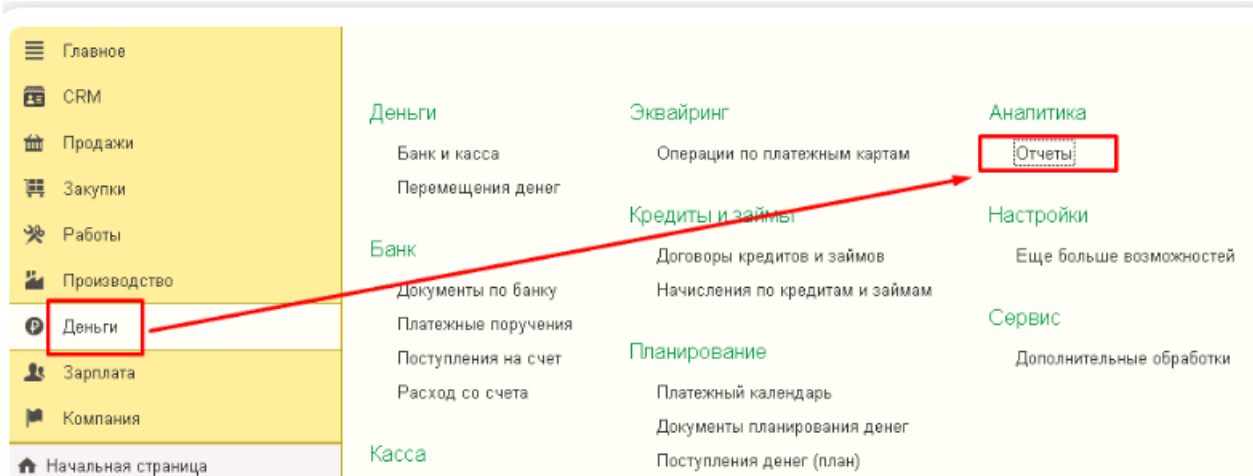 Главное
CRM
Продажи
Закупки
Работы
Производство
Деньги
Зарплата
Компания
Начальная страница
Деньги
Банк и касса
Перемещения денег
Банк
Документы по банку
Платежные поручения
Поступления на счет
Расход со счета
Касса
Эквайринг
Операции по платежным картам
Кредиты и займы
Договоры кредитов и займов
Начисления по кредитам и займам
Планирование
Платежный календарь
Документы планирования денег
Поступления денег (план)
Аналитика
Отчеты
Настройки
Еще больше возможностей
Сервис
Дополнительные обработки